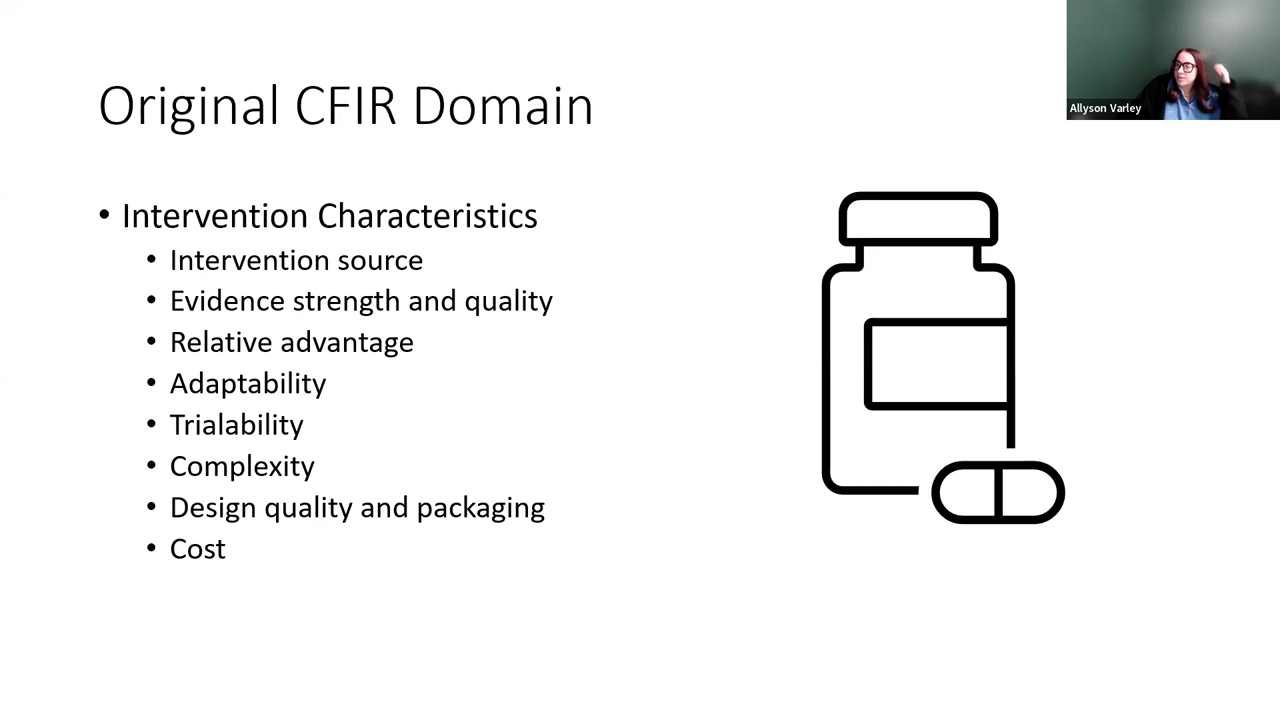 Original CFIR Domain
Allyson Varley
• Intervention Characteristics
• Intervention source
• Evidence strength and quality
• Relative advantage
• Adaptability
• Trialability
• Complexity
• Design quality and packaging
• Cost